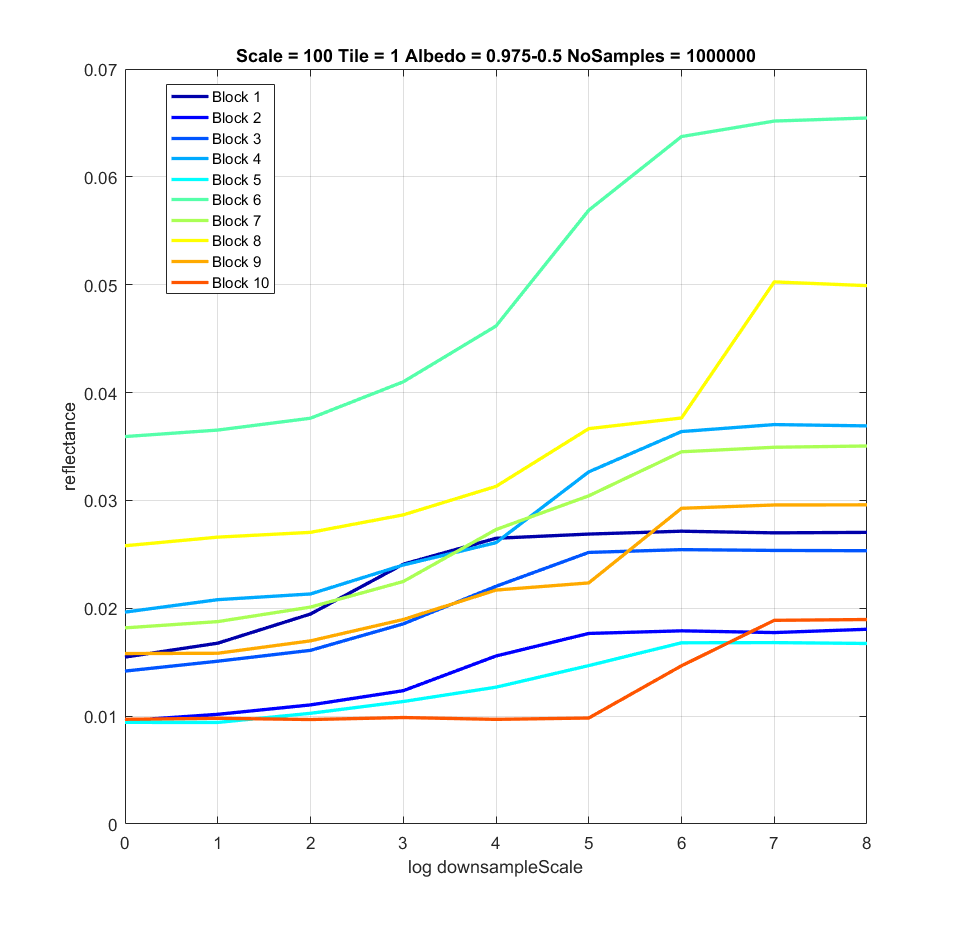 Scale = 100 Tile = 1 Albedo = 0.975-0.5 NoSamples = 1000000
0.07
0.06
0.05
0.04
0.03
0.02
0.01
0
reflectance
Block 1
Block 2
Block 3
Block 4
Block 5
Block 6
Block 7
Block 8
Block 9
Block 10
0 1 2 3 4 5 6 7 8
log downsampleScale